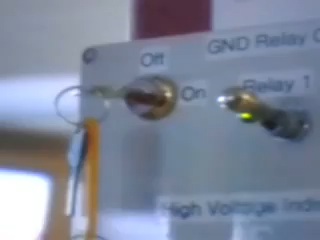 Off
GND Relay
On
Relay 1
High Voltage